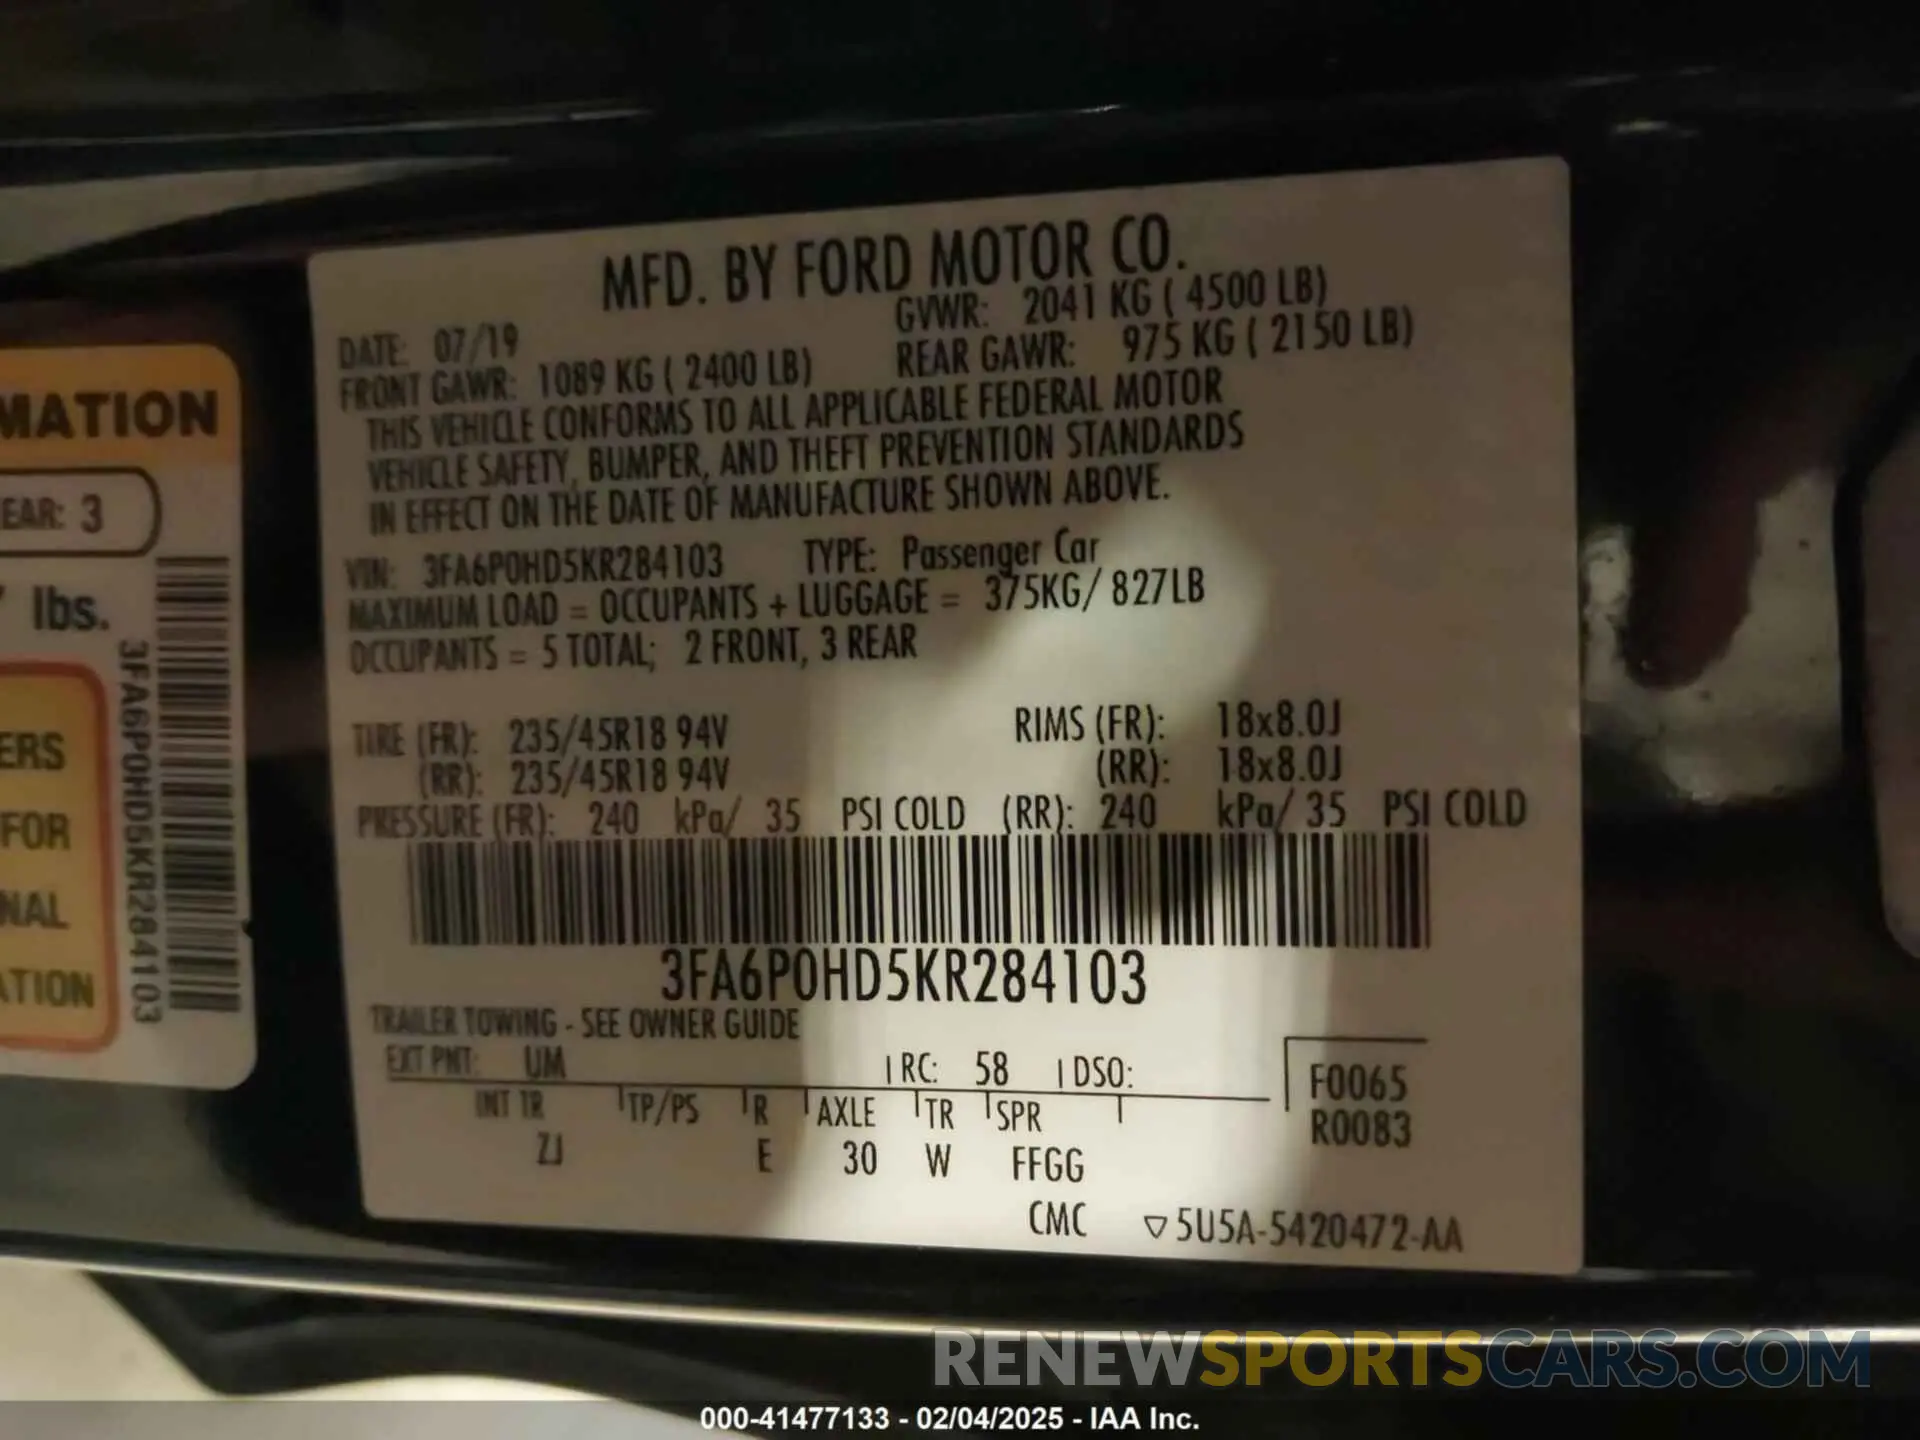 MFD. BY FORD MOTOR CO.
DATE: 07/19
GVWR: 2041 KG ( 4500 LB)
FRONT GAWR: 1089 KG ( 2400 LB)
REAR GAWR: 975 KG ( 2150 LB)
THIS VEHICLE CONFORMS TO ALL APPLICABLE FEDERAL MOTOR
VEHICLE SAFETY, BUMPER, AND THEFT PREVENTION STANDARDS
IN EFFECT ON THE DATE OF MANUFACTURE SHOWN ABOVE.
VIN: 3FA6P0HD5KR284103 TYPE: Passenger Car
MAXIMUM LOAD = OCCUPANTS + LUGGAGE = 375KG/ 827LB
OCCUPANTS = 5 TOTAL; 2 FRONT, 3 REAR
TIRE (FR): 235/45R18 94V RIMS (FR): 18x8.0J
(RR): 235/45R18 94V (RR): 18x8.0J
PRESSURE (FR): 240 kPa/ 35 PSI COLD (RR): 240 kPa/ 35 PSI COLD
3FA6P0HD5KR284103
TRAILER TOWING - SEE OWNER GUIDE
EXT PNT: UM RC: 58 DSO:
INT TR TP/PS R AXLE TR SPR
ZJ E 30 W FFGG
F0065
R0083
CMC ▽5U5A-5420472-AA
MATION
EAR: 3
lbs.
3FA6P0HD5KR284103
ERS
FOR
NAL
ATION
RENEWSPORTSCARS.COM
000-41477133 - 02/04/2025 - IAA Inc.